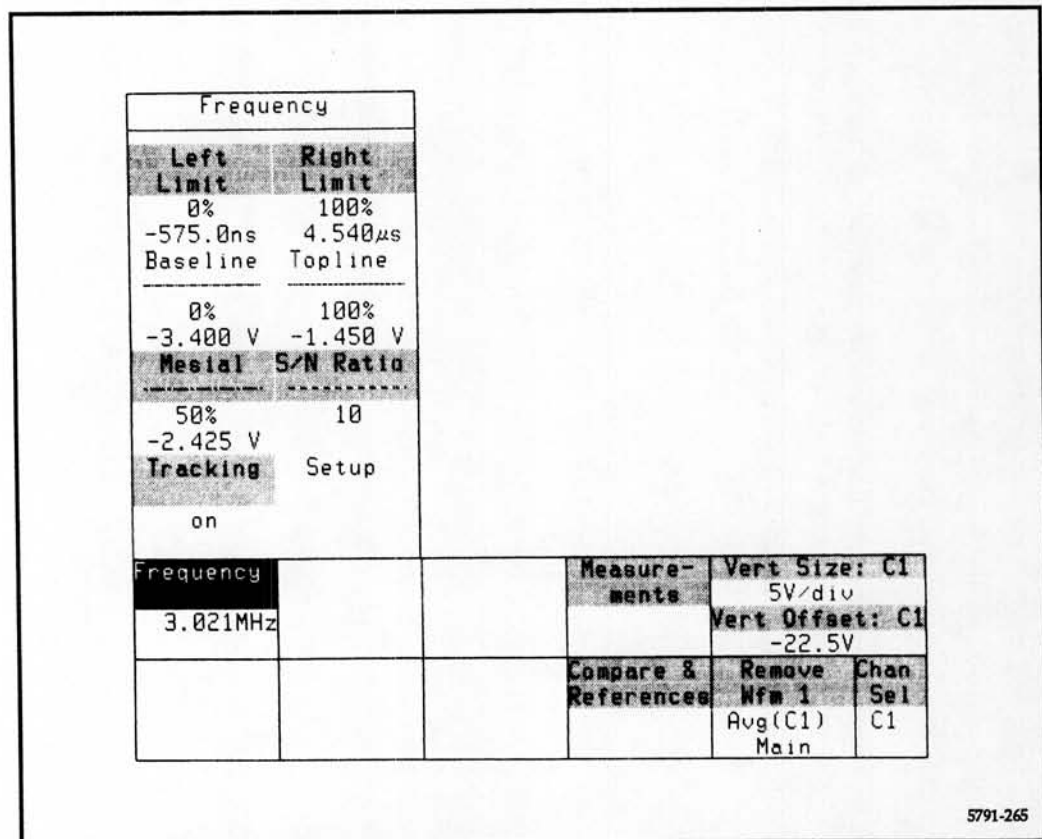 Frequency
Left Right
Limit Limit
0% 100%
-575.0ns 4.540µs
Baseline Topline
0% 100%
-3.400 V -1.450 V
Mesial S/N Ratio
50% 10
-2.425 V
Tracking Setup
on
Frequency
3.021MHz
Measure-
ments
Vert Size: C1
5V/div
Vert Offset: C1
-22.5V
Compare &
References
Remove
Wfm 1
Avg(C1)
Main
Chan
Sel
C1
5791-265